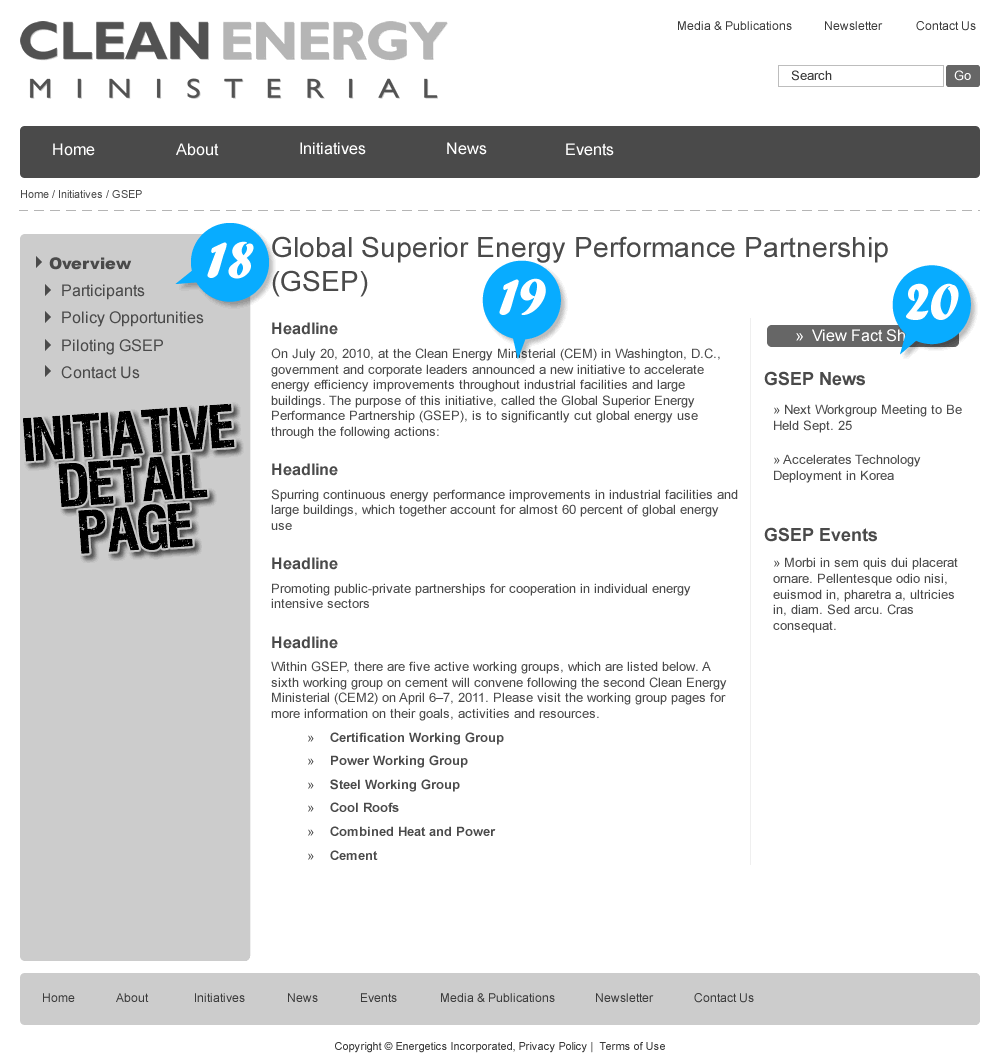 CLEAN ENERGY
MINISTERIAL
Media & Publications
Newsletter
Contact Us
Search
Go
Home
About
Initiatives
News
Events
Home / Initiatives / GSEP
Overview
Participants
Policy Opportunities
Piloting GSEP
Contact Us
18
INITIATIVE
DETAIL
PAGE
Global Superior Energy Performance Partnership
(GSEP)
19
Headline
On July 20, 2010, at the Clean Energy Ministerial (CEM) in Washington, D.C.,
government and corporate leaders announced a new initiative to accelerate
energy efficiency improvements throughout industrial facilities and large
buildings. The purpose of this initiative, called the Global Superior Energy
Performance Partnership (GSEP), is to significantly cut global energy use
through the following actions:
Headline
Spurring continuous energy performance improvements in industrial facilities and
large buildings, which together account for almost 60 percent of global energy
use
Headline
Promoting public-private partnerships for cooperation in individual energy
intensive sectors
Headline
Within GSEP, there are five active working groups, which are listed below. A
sixth working group on cement will convene following the second Clean Energy
Ministerial (CEM2) on April 6–7, 2011. Please visit the working group pages for
more information on their goals, activities and resources.
» Certification Working Group
» Power Working Group
» Steel Working Group
» Cool Roofs
» Combined Heat and Power
» Cement
20
» View Fact Sh
GSEP News
» Next Workgroup Meeting to Be
Held Sept. 25
» Accelerates Technology
Deployment in Korea
GSEP Events
» Morbi in sem quis dui placerat
ornare. Pellentesque odio nisi,
euismod in, pharetra a, ultricies
in, diam. Sed arcu. Cras
consequat.
Home
About
Initiatives
News
Events
Media & Publications
Newsletter
Contact Us
Copyright © Energetics Incorporated, Privacy Policy | Terms of Use